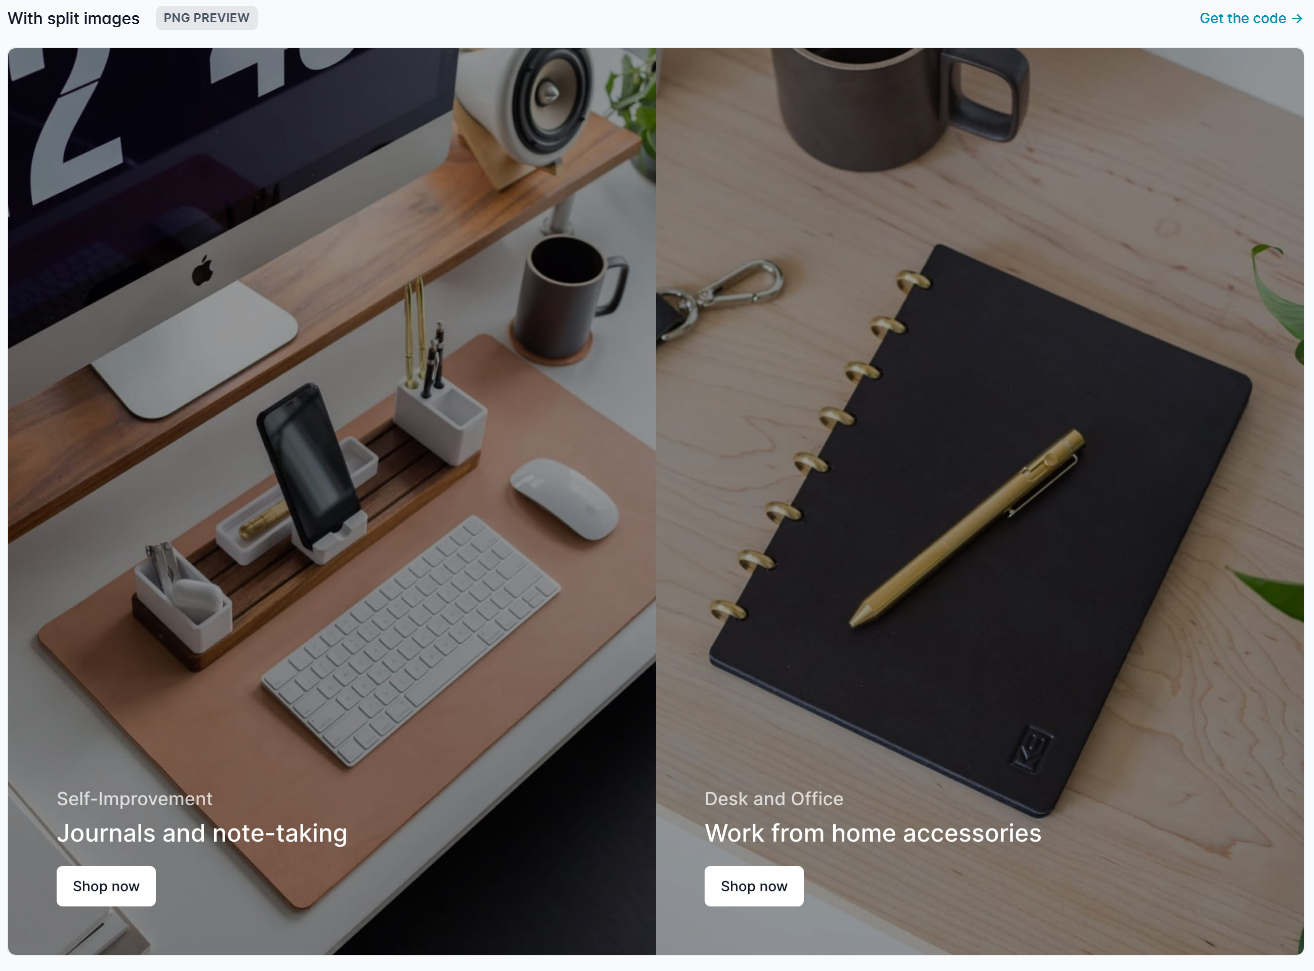 With split images
PNG PREVIEW
Get the code →
Self-Improvement
Journals and note-taking
Shop now
Desk and Office
Work from home accessories
Shop now